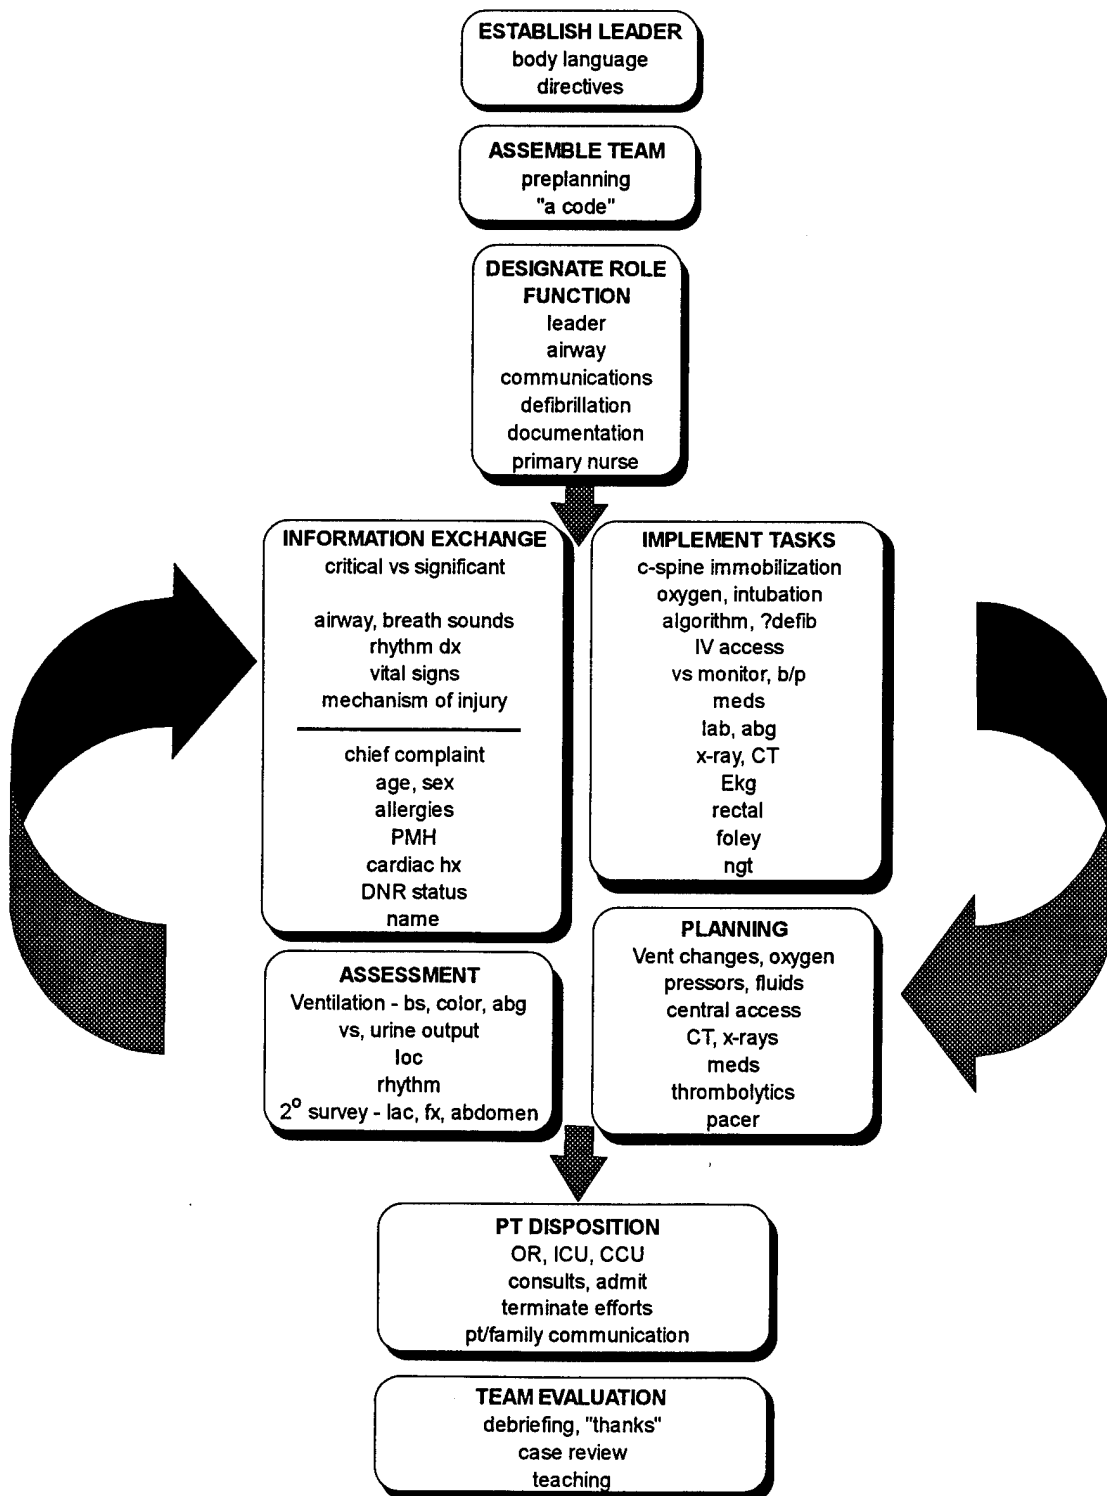 ESTABLISH LEADER
body language
directives
ASSEMBLE TEAM
preplanning
"a code"
DESIGNATE ROLE
FUNCTION
leader
airway
communications
defibrillation
documentation
primary nurse
INFORMATION EXCHANGE
critical vs significant
airway, breath sounds
rhythm dx
vital signs
mechanism of injury
chief complaint
age, sex
allergies
PMH
cardiac hx
DNR status
name
IMPLEMENT TASKS
c-spine immobilization
oxygen, intubation
algorithm, ?defib
IV access
vs monitor, b/p
meds
lab, abg
x-ray, CT
Ekg
rectal
foley
ngt
ASSESSMENT
Ventilation - bs, color, abg
vs, urine output
loc
rhythm
2° survey - lac, fx, abdomen
PLANNING
Vent changes, oxygen
pressors, fluids
central access
CT, x-rays
meds
thrombolytics
pacer
PT DISPOSITION
OR, ICU, CCU
consults, admit
terminate efforts
pt/family communication
TEAM EVALUATION
debriefing, "thanks"
case review
teaching